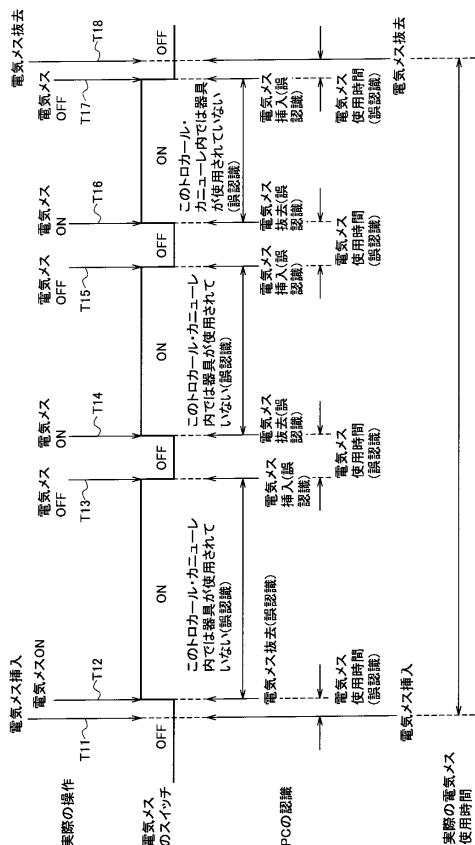 実際の操作
電気メス挿入
T11
電気メスON
T12
電気メス
OFF
T13
電気メス
ON
T14
電気メス
OFF
T15
電気メス
ON
T16
電気メス
OFF
T17
電気メス抜去
T18
電気メス
のスイッチ
OFF
ON
OFF
ON
OFF
ON
OFF
このトロカール・カニューレ
内では器具が使用されて
いない(誤認識)
このトロカール・カニューレ
内では器具が使用されて
いない(誤認識)
このトロカール・
カニューレ内では器具
が使用されていない
(誤認識)
PCの認識
電気メス挿入
電気メス抜去(誤認識)
電気メス
使用時間
(誤認識)
電気メス
挿入(誤
認識)
電気メス
抜去(誤
認識)
電気メス
使用時間
(誤認識)
電気メス
挿入(誤
認識)
電気メス
抜去(誤
認識)
電気メス
使用時間
(誤認識)
電気メス
挿入(誤
認識)
電気メス
使用時間
(誤認識)
電気メス抜去
実際の電気メス
使用時間